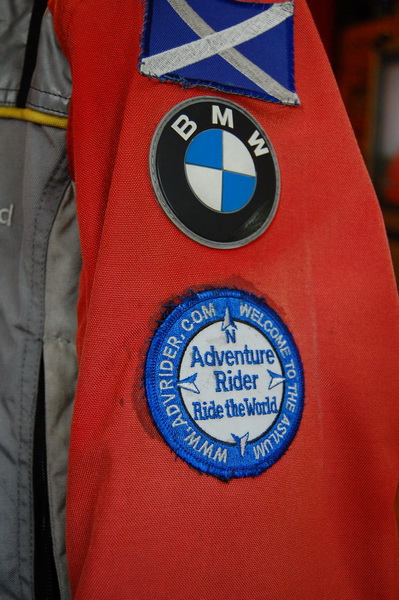 BMW
WWW.ADVRIDER.COM WELCOME TO THE ASYLUM
N
Adventure
Rider
Ride the World
d